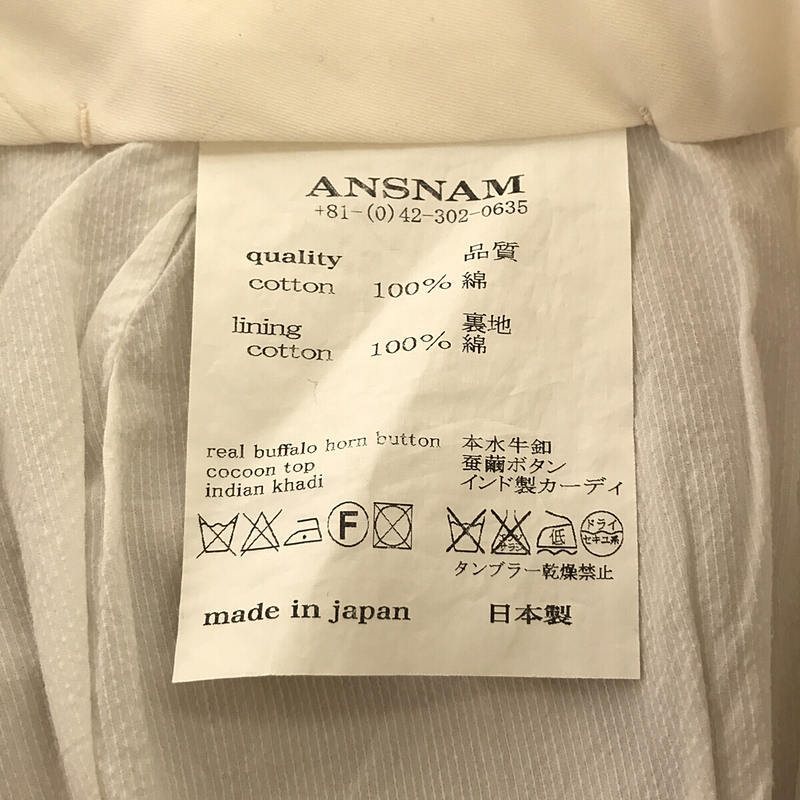 ANSNAM
+81-(0)42-302-0635
quality 品質
cotton 100% 綿
lining 裏地
cotton 100% 綿
real buffalo horn button 本水牛釦
cocoon top 蚕繭ボタン
indian khadi インド製カーディ
F 低 ドライ
セキユ系
タンブラー乾燥禁止
made in japan 日本製